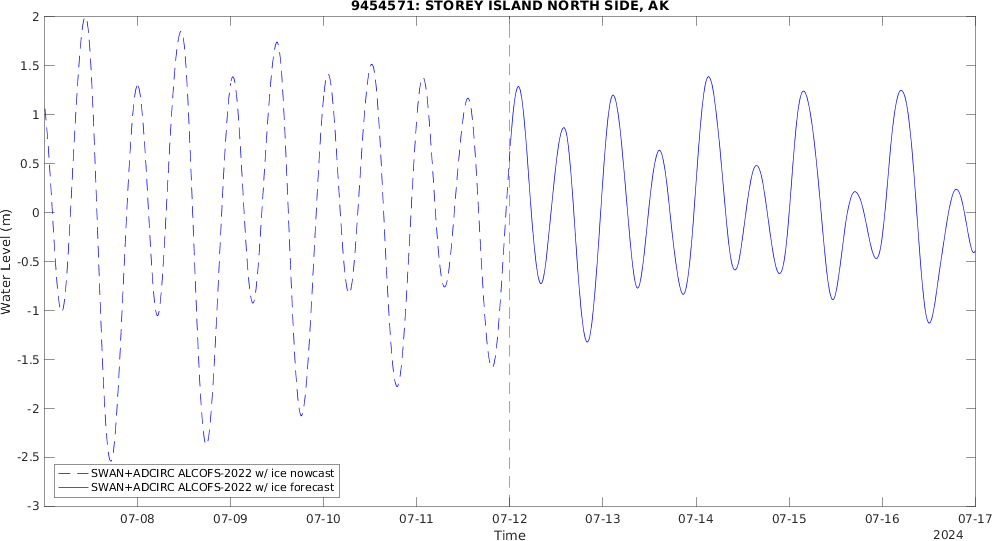 9454571: STOREY ISLAND NORTH SIDE, AK
Water Level (m)
2
1.5
1
0.5
0
-0.5
-1
-1.5
-2
-2.5
-3
SWAN+ADCIRC ALCOFS-2022 w/ ice nowcast
SWAN+ADCIRC ALCOFS-2022 w/ ice forecast
07-08 07-09 07-10 07-11 07-12 07-13 07-14 07-15 07-16 07-17
Time
2024